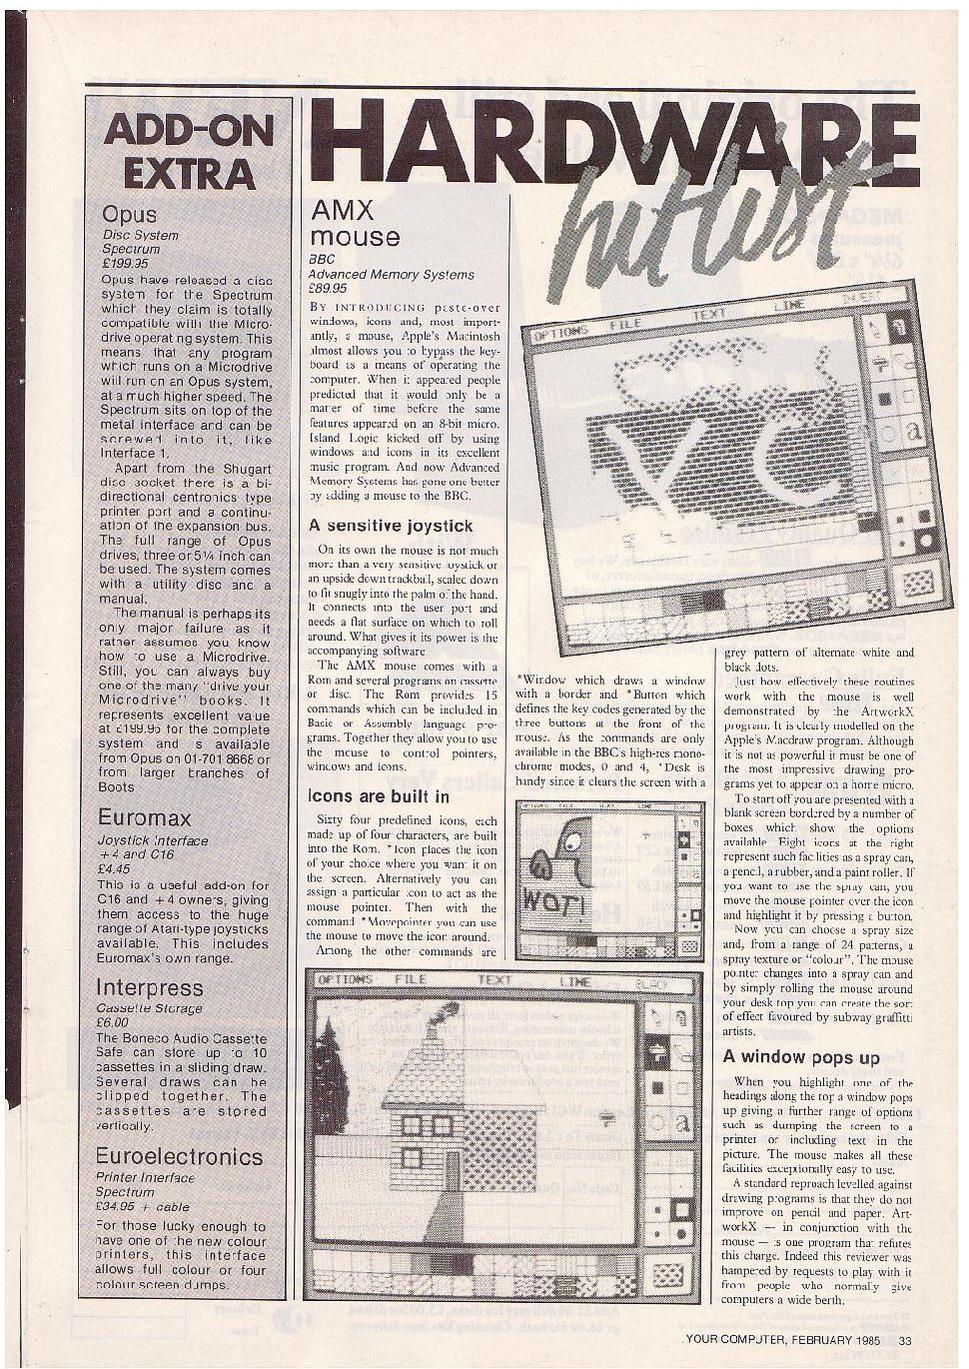 ADD-ON
EXTRA
Opus
Disc System
Spectrum
£199.95
Opus have released a disc
system for the Spectrum
which they claim is totally
compatible with the Micro-
drive operating system. This
means that any program
which runs on a Microdrive
will run on an Opus system,
at a much higher speed. The
Spectrum sits on top of the
metal interface and can be
screwed into it, like
Interface 1.
Apart from the Shugart
disc socket there is a bi-
directional centronics type
printer port and a continu-
ation of the expansion bus.
The full range of Opus
drives, three or 5¼ inch can
be used. The system comes
with a utility disc and a
manual.
The manual is perhaps its
only major failure as it
rather assumes you know
how to use a Microdrive.
Still, you can always buy
one of the many "drive your
Microdrive" books. It
represents excellent value
at £199.95 for the complete
system and is available
from Opus on 01-701 8668 or
from larger branches of
Boots
Euromax
Joystick Interface
+4 and C16
£4.45
This is a useful add-on for
C16 and +4 owners, giving
them access to the huge
range of Atari-type joysticks
available. This includes
Euromax's own range.
Interpress
Cassette Storage
£6.00
The Boneco Audio Cassette
Safe can store up to 10
cassettes in a sliding draw.
Several draws can be
clipped together. The
cassettes are stored
vertically.
Euroelectronics
Printer Interface
Spectrum
£34.95 + cable
For those lucky enough to
have one of the new colour
printers, this interface
allows full colour or four
colour screen dumps.
HARDWARE
hit list
AMX
mouse
BBC
Advanced Memory Systems
£89.95
BY INTRODUCING paste-over
windows, icons and, most import-
antly, a mouse, Apple's Macintosh
almost allows you to bypass the key-
board as a means of operating the
computer. When it appeared people
predicted that it would only be a
matter of time before the same
features appeared on an 8-bit micro.
Island Logic kicked off by using
windows and icons in its excellent
music program. And now Advanced
Memory Systems has gone one better
by adding a mouse to the BBC.
A sensitive joystick
On its own the mouse is not much
more than a very sensitive joystick or
an upside down trackball, scaled down
to fit snugly into the palm of the hand.
It connects into the user port and
needs a flat surface on which to roll
around. What gives it its power is the
accompanying software
The AMX mouse comes with a
Rom and several programs on cassette
or disc. The Rom provides 15
commands which can be included in
Basic or Assembly language pro-
grams. Together they allow you to use
the mouse to control pointers,
windows and icons.
Icons are built in
Sixty four predefined icons, each
made up of four characters, are built
into the Rom. *Icon places the icon
of your choice where you want it on
the screen. Alternatively you can
assign a particular icon to act as the
mouse pointer. Then with the
command *Movepointer you can use
the mouse to move the icon around.
Among the other commands are
OPTIONS FILE TEXT LINE INVERT
YC
a
*Window which draws a window
with a border and *Button which
defines the key codes generated by the
three buttons at the front of the
mouse. As the commands are only
available in the BBC's high-res mono-
chrome modes, 0 and 4, *Desk is
handy since it clears the screen with a
WOT!
OPTIONS FILE TEXT LINE BLACK
a
grey pattern of alternate white and
black dots.
Just how effectively these routines
work with the mouse is well
demonstrated by the ArtworkX
program. It is clearly modelled on the
Apple's Macdraw program. Although
it is not as powerful it must be one of
the most impressive drawing pro-
grams yet to appear on a home micro.
To start off you are presented with a
blank screen bordered by a number of
boxes which show the options
available Eight icons at the right
represent such facilities as a spray can,
a pencil, a rubber, and a paint roller. If
you want to use the spray can, you
move the mouse pointer over the icon
and highlight it by pressing a button.
Now you can choose a spray size
and, from a range of 24 patterns, a
spray texture or "colour". The mouse
pointer changes into a spray can and
by simply rolling the mouse around
your desk top you can create the sort
of effect favoured by subway graffitti
artists.
A window pops up
When you highlight one of the
headings along the top a window pops
up giving a further range of options
such as dumping the screen to a
printer or including text in the
picture. The mouse makes all these
facilities exceptionally easy to use.
A standard reproach levelled against
drawing programs is that they do not
improve on pencil and paper. Art-
workX — in conjunction with the
mouse — is one program that refutes
this charge. Indeed this reviewer was
hampered by requests to play with it
from people who normally give
computers a wide berth.
YOUR COMPUTER, FEBRUARY 1985 33